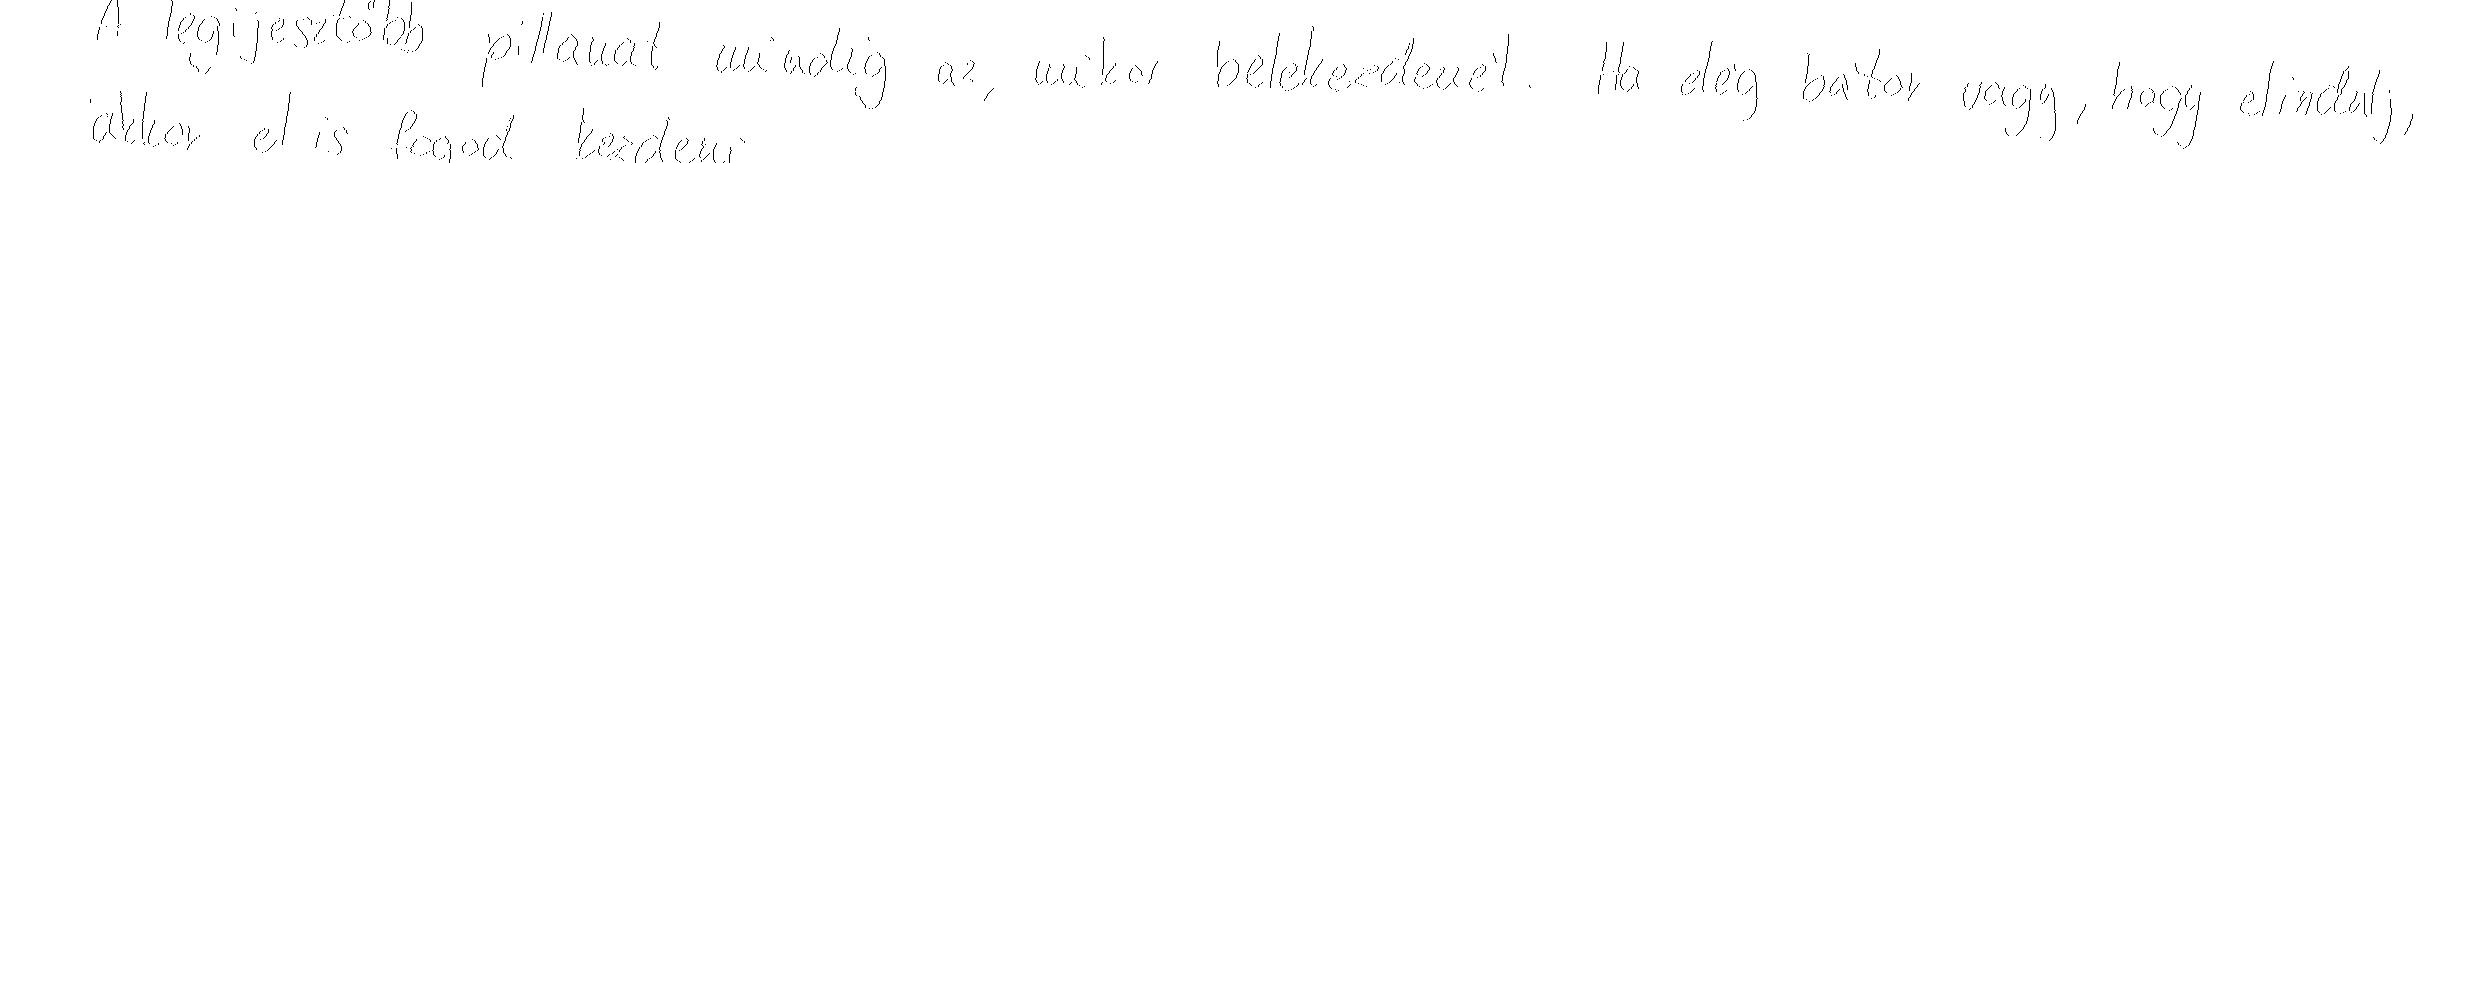 A legijesztőbb pillanat mindig az, mikor belekezdenél. Ha elég bátor vagy, hogy elindulj,
akkor el is fogod kezdeni